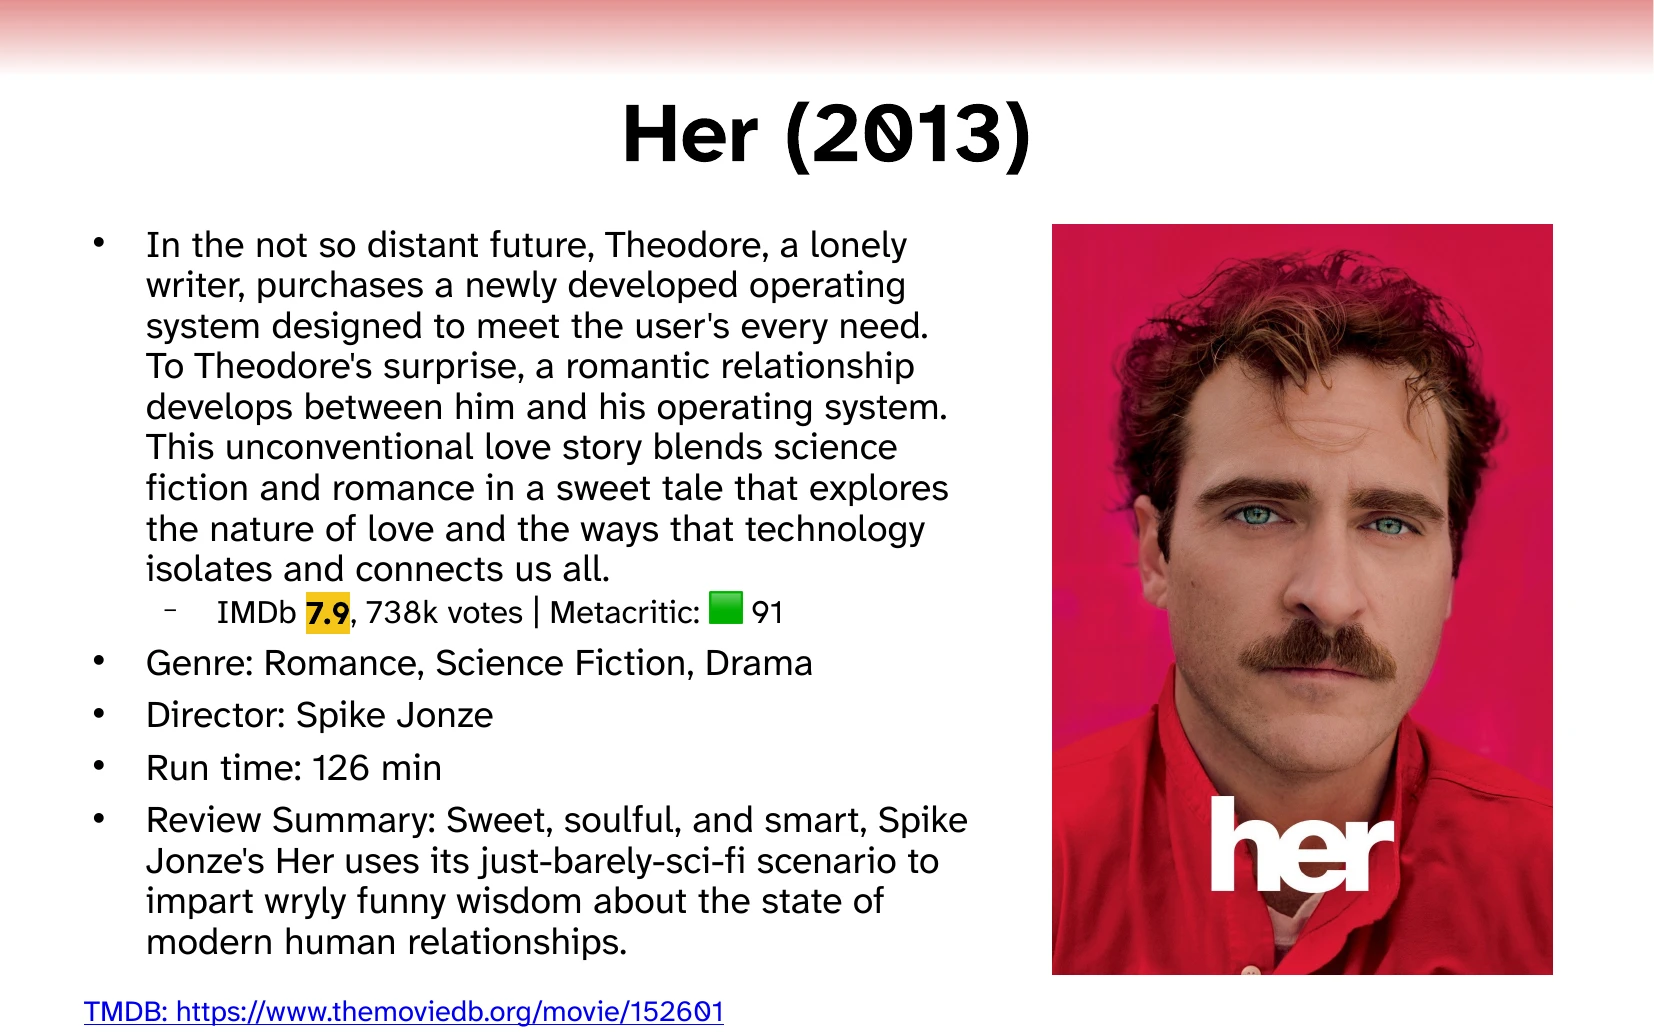 Her (2013)
• In the not so distant future, Theodore, a lonely
writer, purchases a newly developed operating
system designed to meet the user's every need.
To Theodore's surprise, a romantic relationship
develops between him and his operating system.
This unconventional love story blends science
fiction and romance in a sweet tale that explores
the nature of love and the ways that technology
isolates and connects us all.
– IMDb 7.9, 738k votes | Metacritic: 🟩 91
• Genre: Romance, Science Fiction, Drama
• Director: Spike Jonze
• Run time: 126 min
• Review Summary: Sweet, soulful, and smart, Spike
Jonze's Her uses its just-barely-sci-fi scenario to
impart wryly funny wisdom about the state of
modern human relationships.
her
TMDB: https://www.themoviedb.org/movie/152601